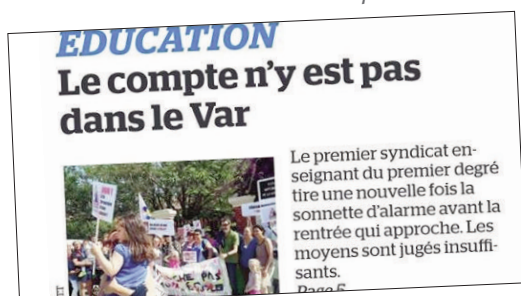 EDUCATION
Le compte n'y est pas
dans le Var
Le premier syndicat en-
seignant du premier degré
tire une nouvelle fois la
sonnette d'alarme avant la
rentrée qui approche. Les
moyens sont jugés insuffi-
sants.
Page 6